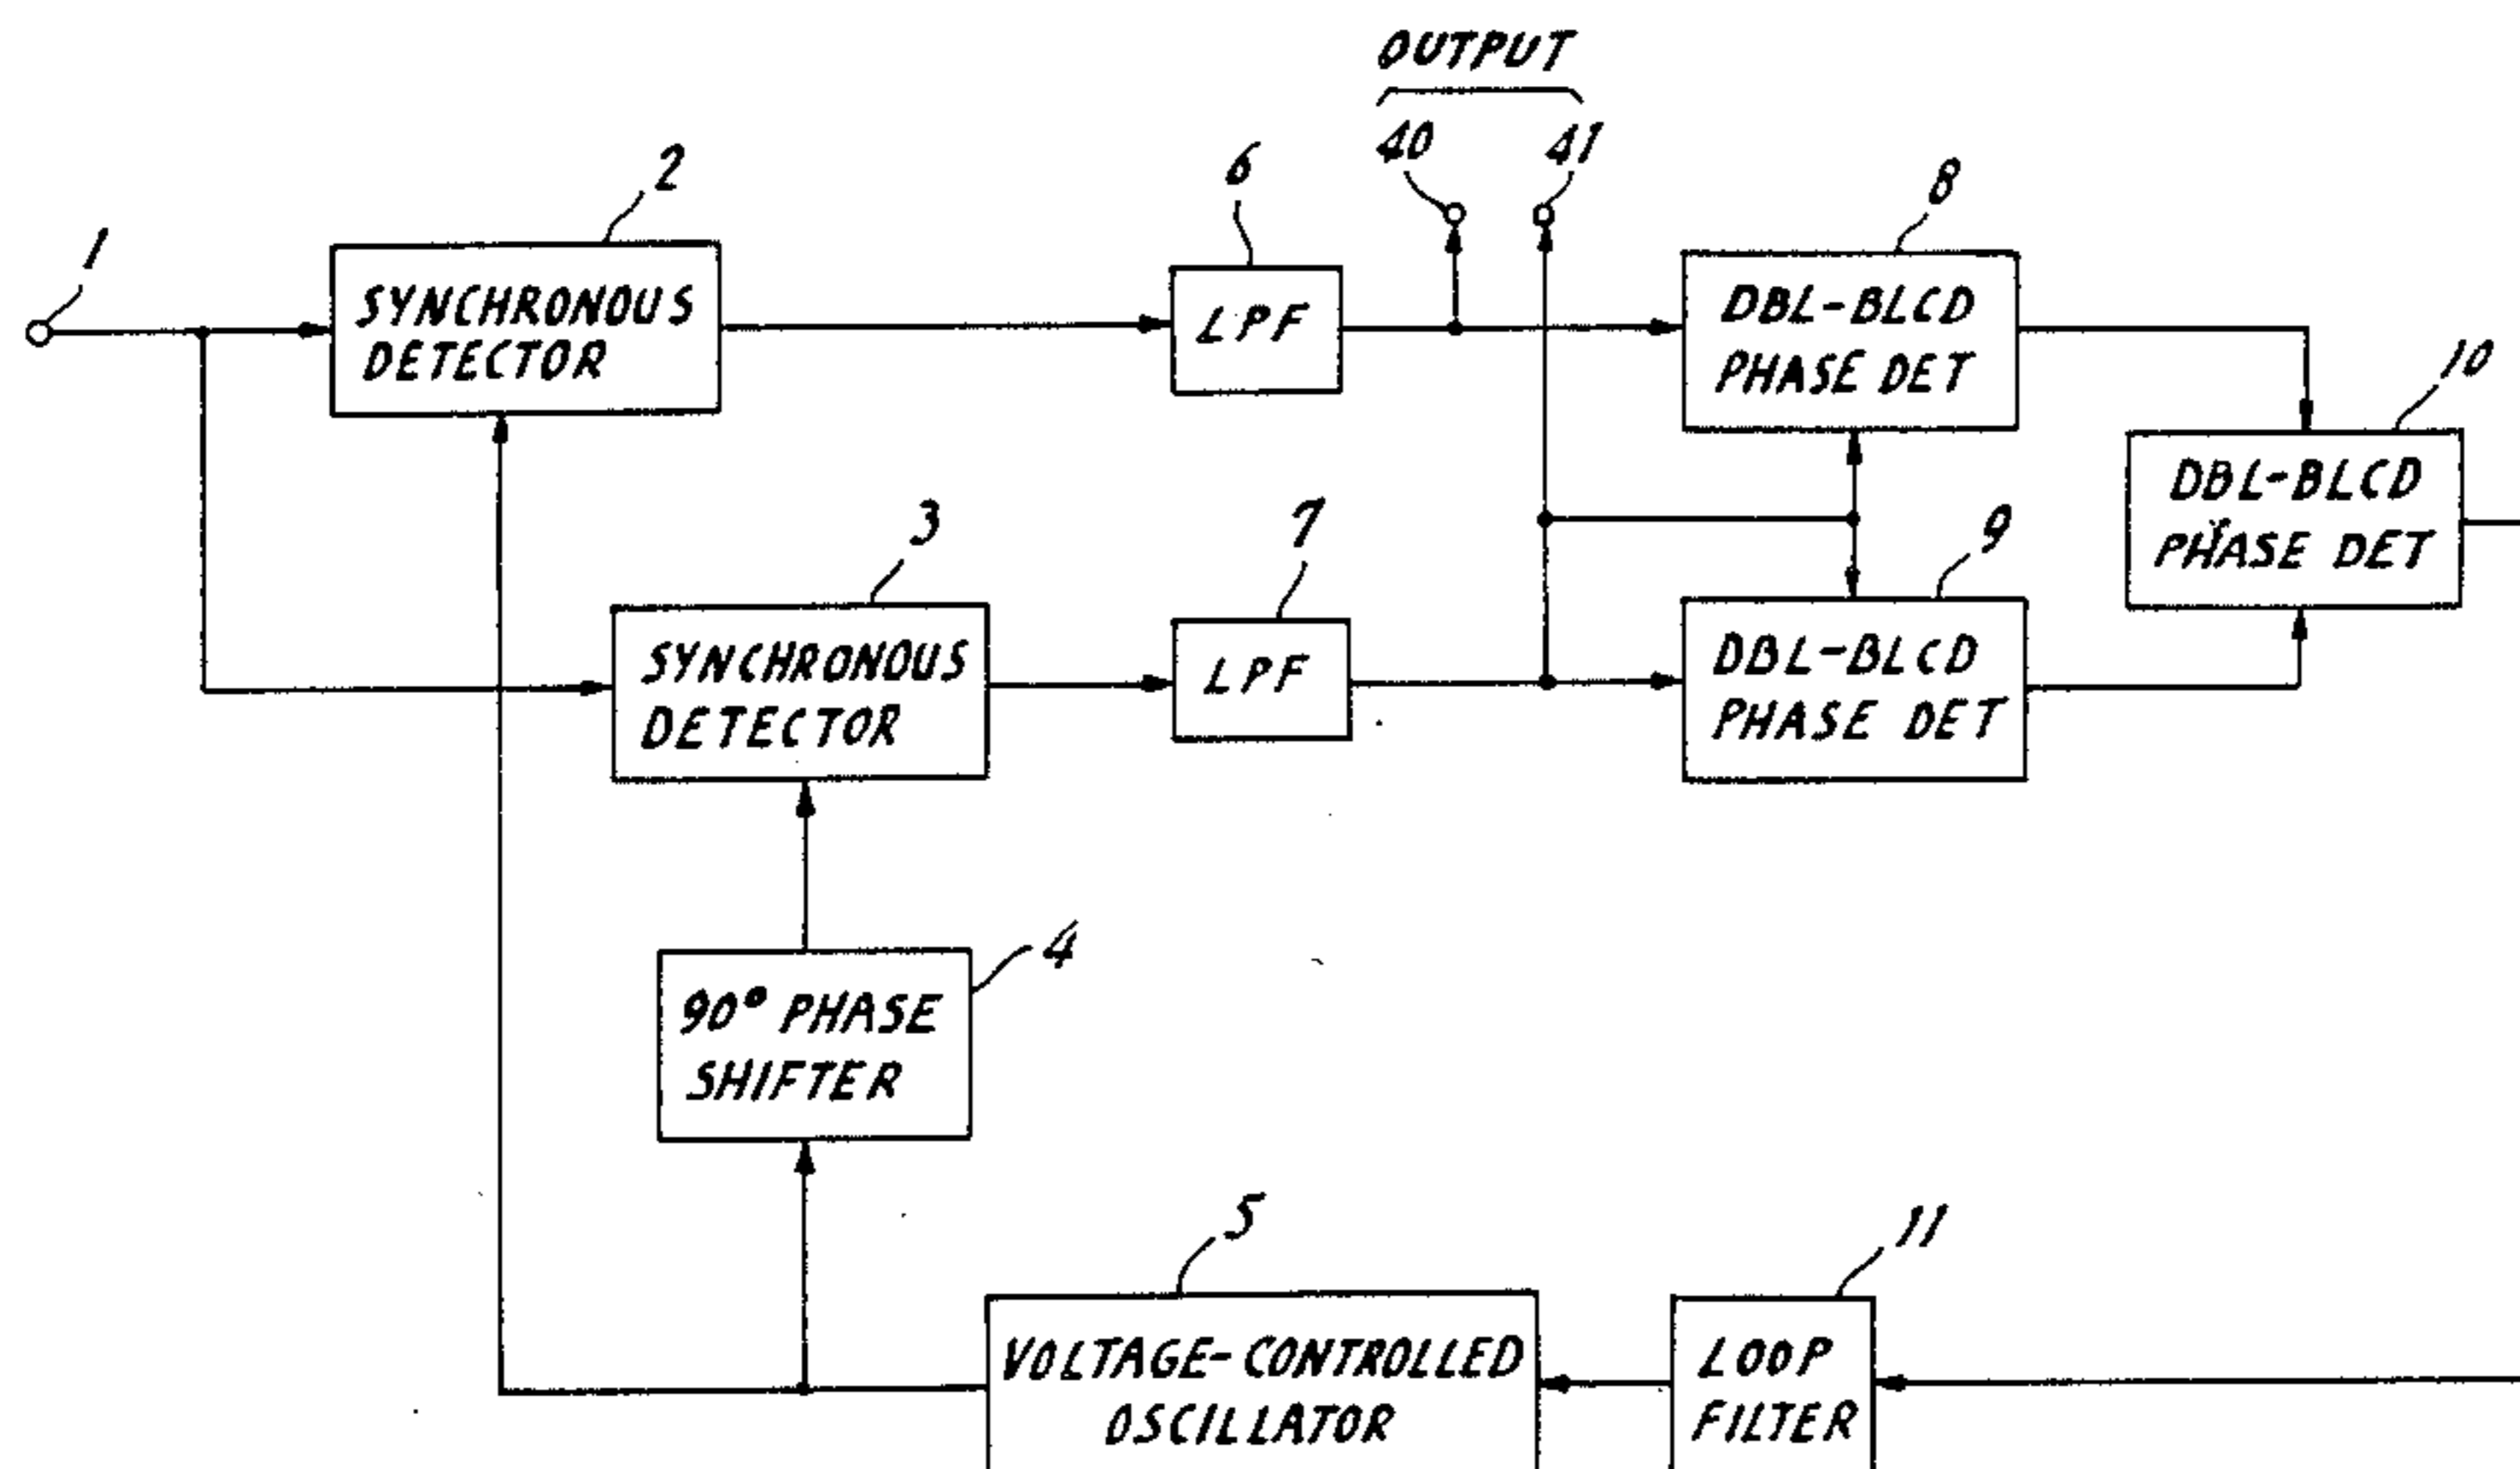 OUTPUT
40
41
1
2
SYNCHRONOUS
DETECTOR
6
LPF
8
DBL-BLCD
PHASE DET
10
DBL-BLCD
PHASE DET
3
SYNCHRONOUS
DETECTOR
7
LPF
9
DBL-BLCD
PHASE DET
4
90° PHASE
SHIFTER
5
VOLTAGE-CONTROLLED
OSCILLATOR
11
LOOP
FILTER